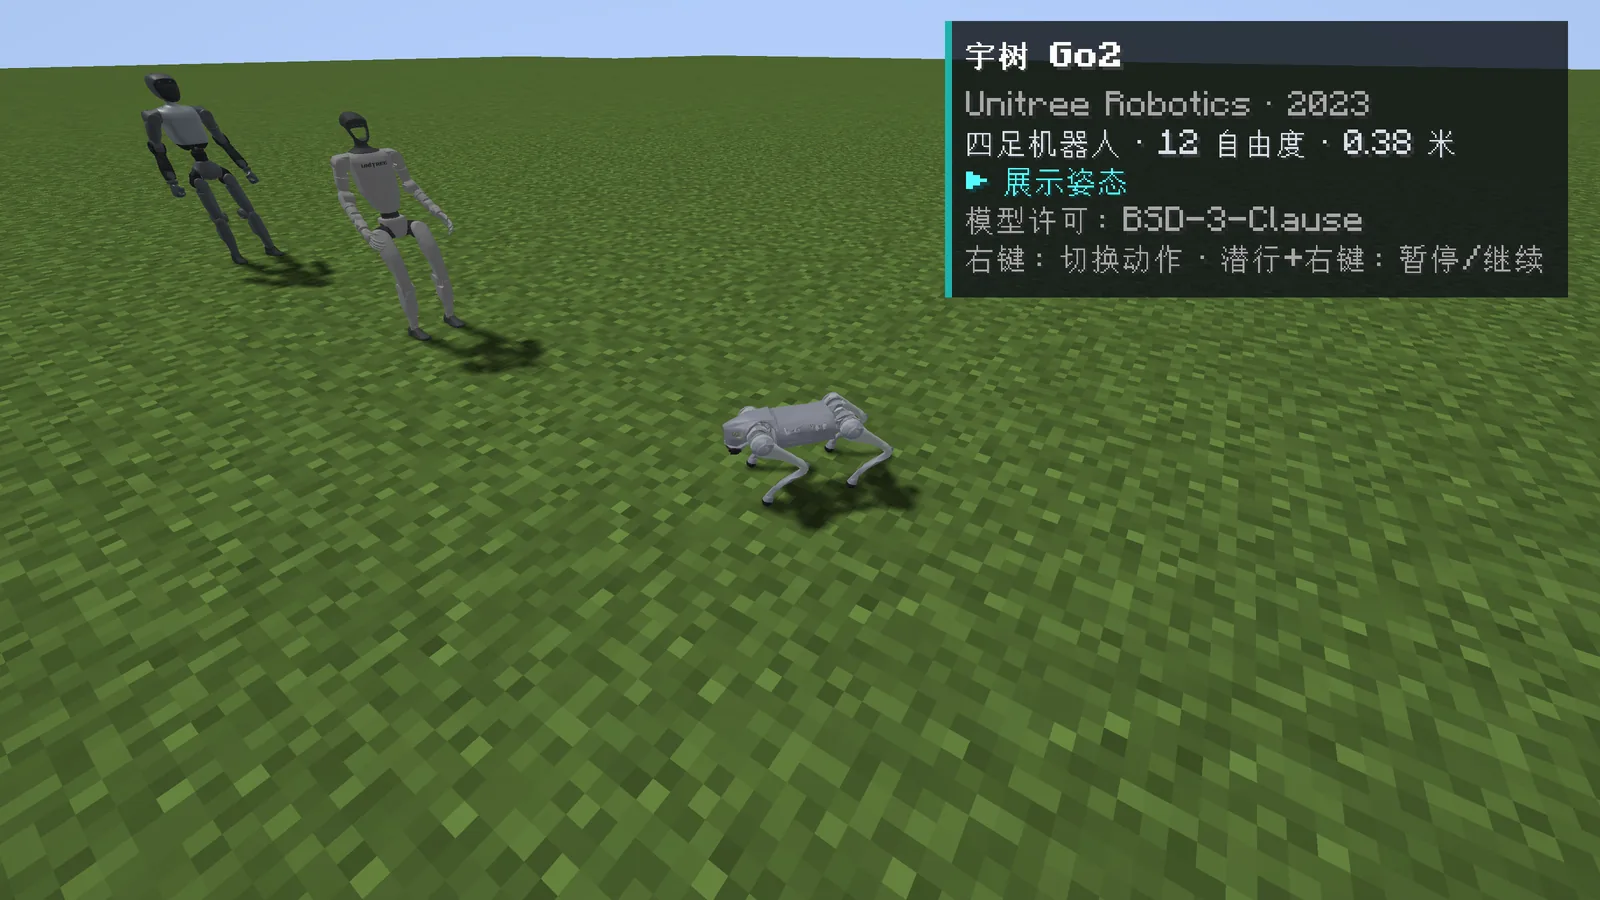 宇树 Go2
Unitree Robotics · 2023
四足机器人 · 12 自由度 · 0.38 米
▶ 展示姿态
模型许可：BSD-3-Clause
右键：切换动作 · 潜行+右键：暂停/继续